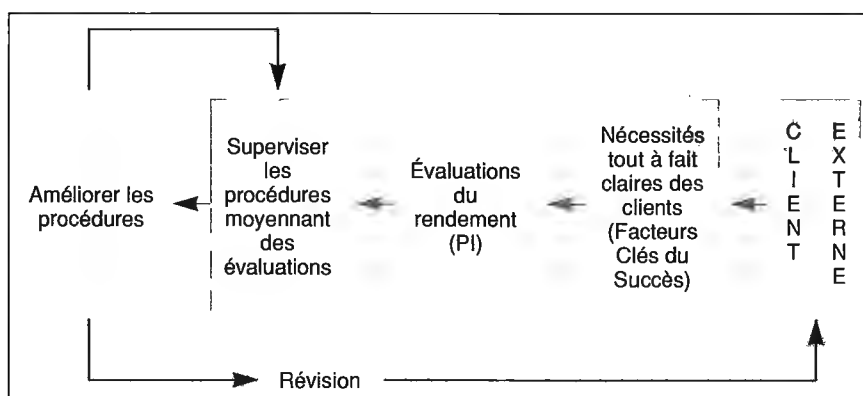 Améliorer les
procédures
Superviser
les
procédures
moyennant
des
évaluations
Évaluations
du
rendement
(PI)
Nécessités
tout à fait
claires des
clients
(Facteurs
Clés du
Succès)
CLIENT
EXTERNE
Révision